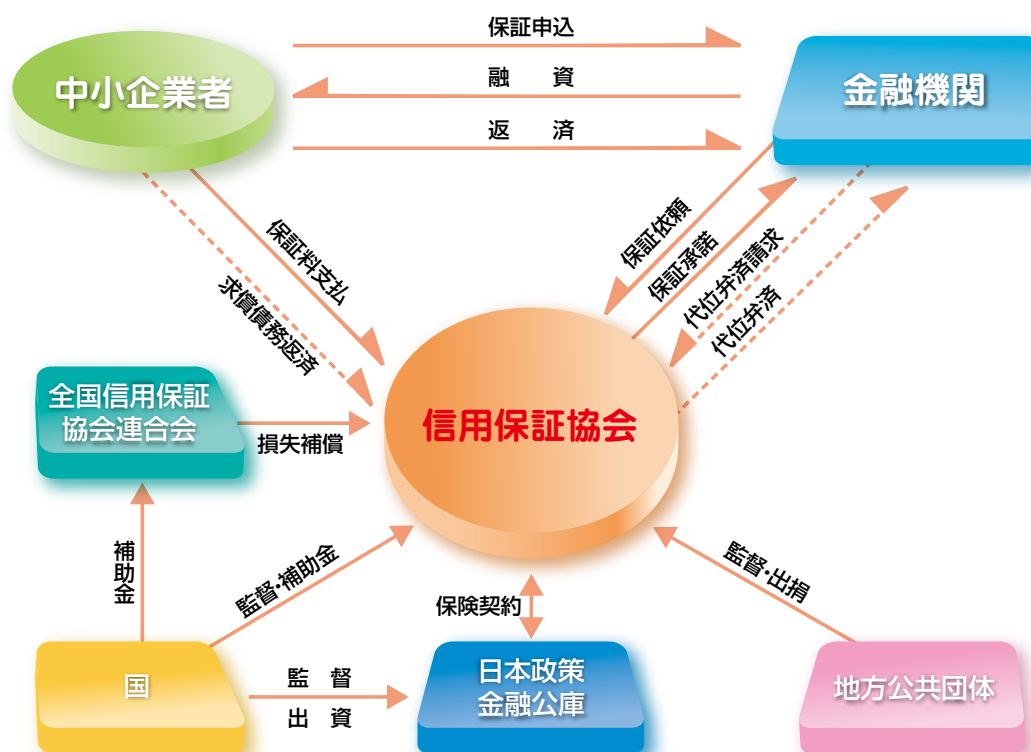 保証申込
中小企業者
融 資
金融機関
返 済
保証料支払
求償債務返済
保証依頼
保証承諾
代位弁済請求
代位弁済
全国信用保証
協会連合会
損失補償
信用保証協会
補助金
監督・補助金
保険契約
監督・出捐
国
監 督
出 資
日本政策
金融公庫
地方公共団体